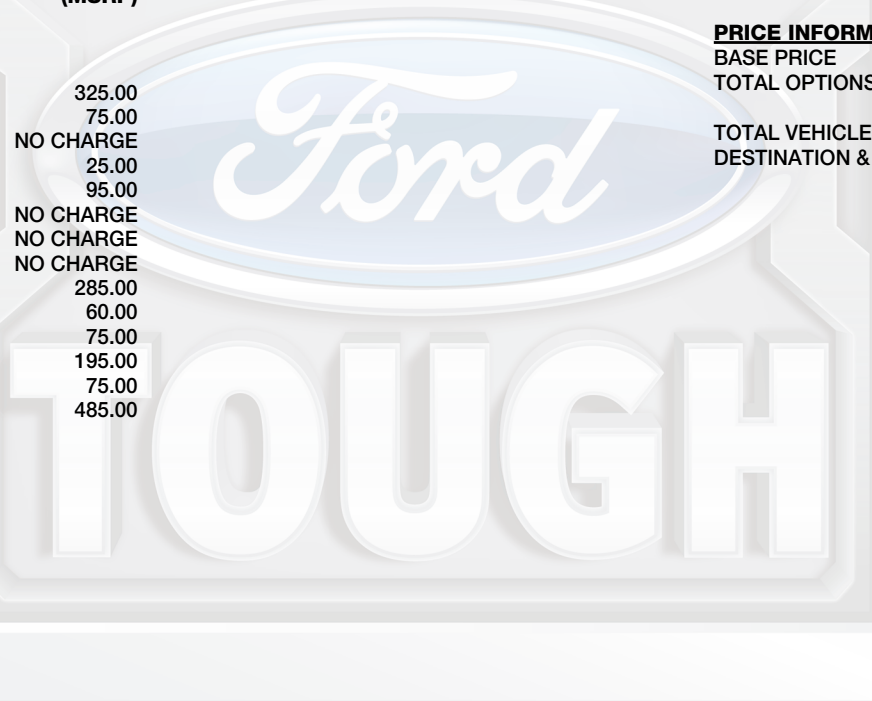 (MSRP)
325.00
75.00
NO CHARGE
25.00
95.00
NO CHARGE
NO CHARGE
NO CHARGE
285.00
60.00
75.00
195.00
75.00
485.00
PRICE INFORM
BASE PRICE
TOTAL OPTIONS
TOTAL VEHICLE
DESTINATION &
Ford
TOUGH